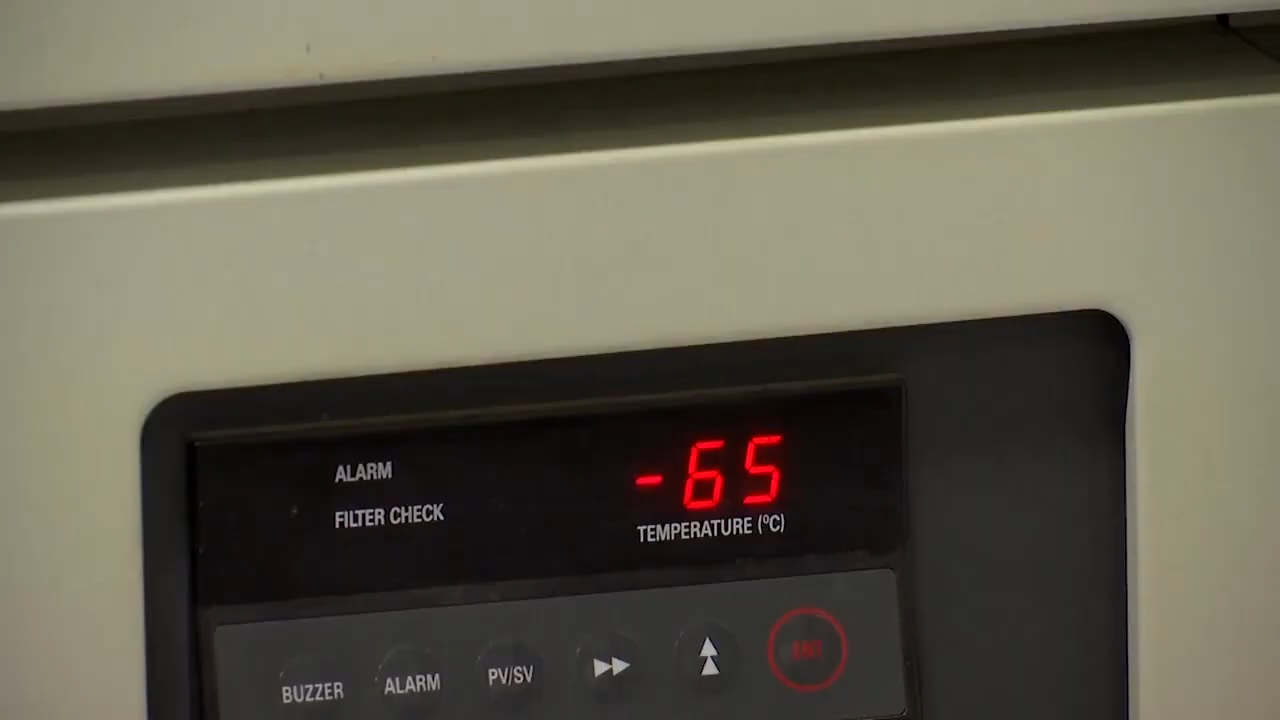 ALARM
-65
FILTER CHECK
TEMPERATURE (ºC)
BUZZER
ALARM
PV/SV
ENT